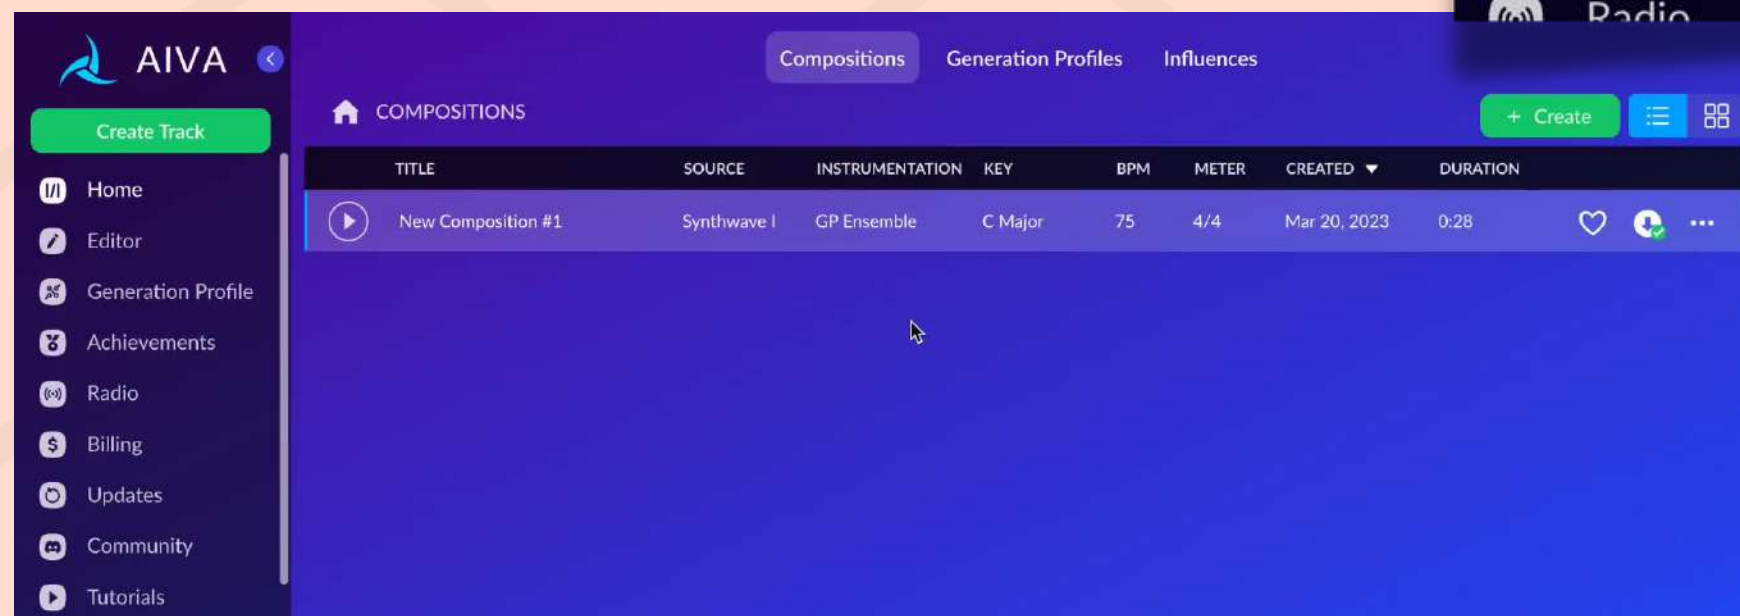 Radio
AIVA
Compositions Generation Profiles Influences
COMPOSITIONS
+ Create
Create Track
TITLE SOURCE INSTRUMENTATION KEY BPM METER CREATED ▼ DURATION
Home
New Composition #1 Synthwave I GP Ensemble C Major 75 4/4 Mar 20, 2023 0:28
Editor
Generation Profile
Achievements
Radio
Billing
Updates
Community
Tutorials